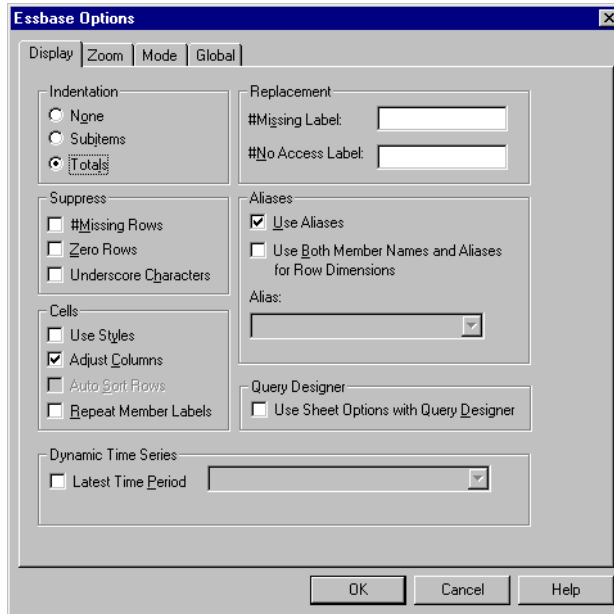 Essbase Options
Display Zoom Mode Global
Indentation
None
Subitems
Totals
Replacement
#Missing Label:
#No Access Label:
Suppress
#Missing Rows
Zero Rows
Underscore Characters
Aliases
Use Aliases
Use Both Member Names and Aliases
for Row Dimensions
Alias:
Cells
Use Styles
Adjust Columns
Auto Sort Rows
Repeat Member Labels
Query Designer
Use Sheet Options with Query Designer
Dynamic Time Series
Latest Time Period
OK Cancel Help